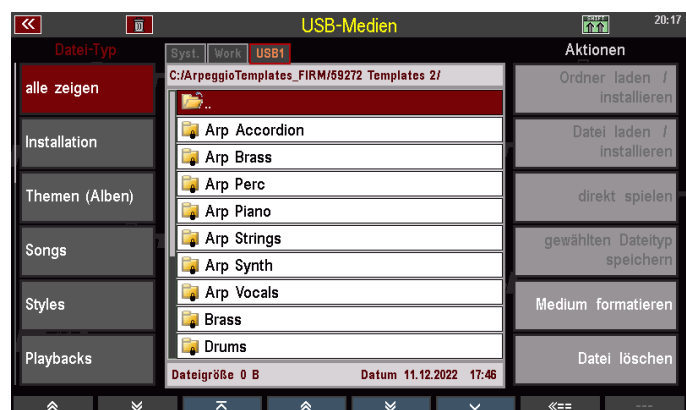 USB-Medien
SHIFT
20:17
Datei-Typ
alle zeigen
Installation
Themen (Alben)
Songs
Styles
Playbacks
Syst. Work USB1
C:/ArpeggioTemplates_FIRM/59272 Templates 2/
..
Arp Accordion
Arp Brass
Arp Perc
Arp Piano
Arp Strings
Arp Synth
Arp Vocals
Brass
Drums
Dateigröße 0 B Datum 11.12.2022 17:46
Aktionen
Ordner laden /
installieren
Datei laden /
installieren
direkt spielen
gewählten Dateityp
speichern
Medium formatieren
Datei löschen
«==
---